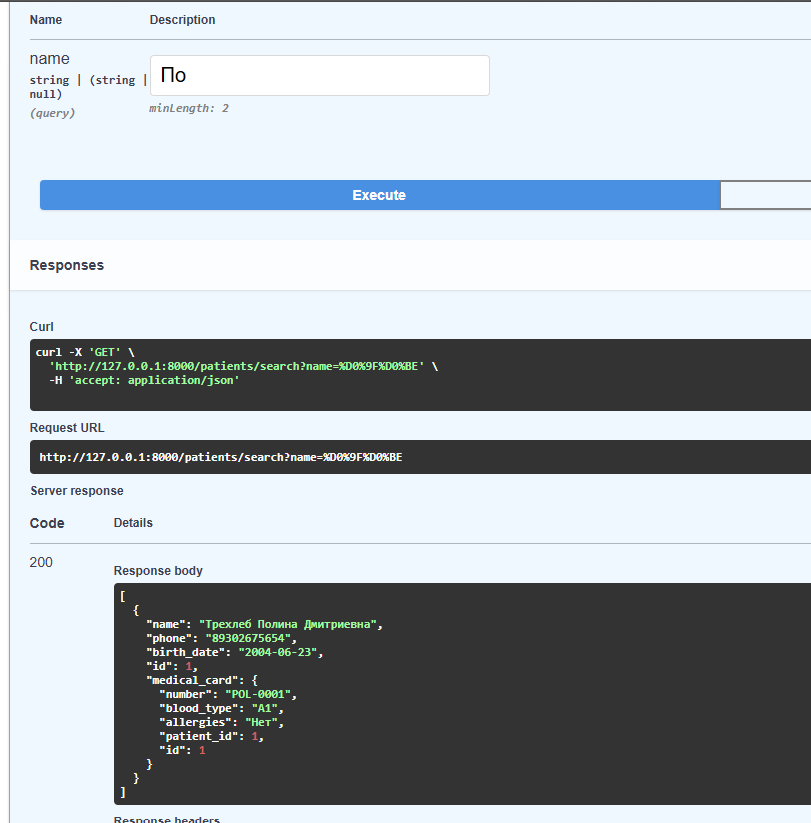 Name Description
name
string | (string |
null)
(query)
По
minLength: 2
Execute
Responses
Curl
curl -X 'GET' \
  'http://127.0.0.1:8000/patients/search?name=%D0%9F%D0%BE' \
  -H 'accept: application/json'
Request URL
http://127.0.0.1:8000/patients/search?name=%D0%9F%D0%BE
Server response
Code Details
200
Response body
[
  {
    "name": "Трехлеб Полина Дмитриевна",
    "phone": "89302675654",
    "birth_date": "2004-06-23",
    "id": 1,
    "medical_card": {
      "number": "POL-0001",
      "blood_type": "A1",
      "allergies": "Нет",
      "patient_id": 1,
      "id": 1
    }
  }
]
Response headers